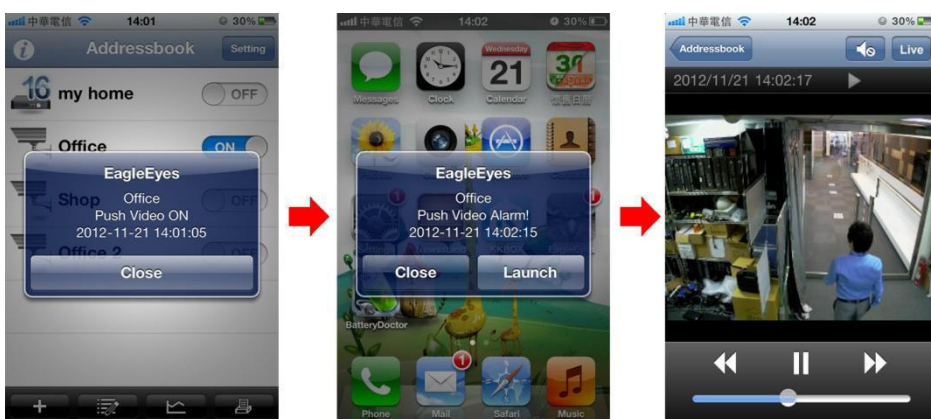 中華電信 14:01 30%
i Addressbook Setting
16 my home OFF
Office ON
EagleEyes
Office
Push Video ON
2012-11-21 14:01:05
Shop OFF
Office 2 OFF
Close
中華電信 14:02 30%
Wednesday
21
Messages Clock Calendar
EagleEyes
Office
Push Video Alarm!
2012-11-21 14:02:15
1
Close Launch
BatteryDoctor
1
Phone Mail Safari Music
中華電信 14:02 30%
Addressbook Live
2012/11/21 14:02:17